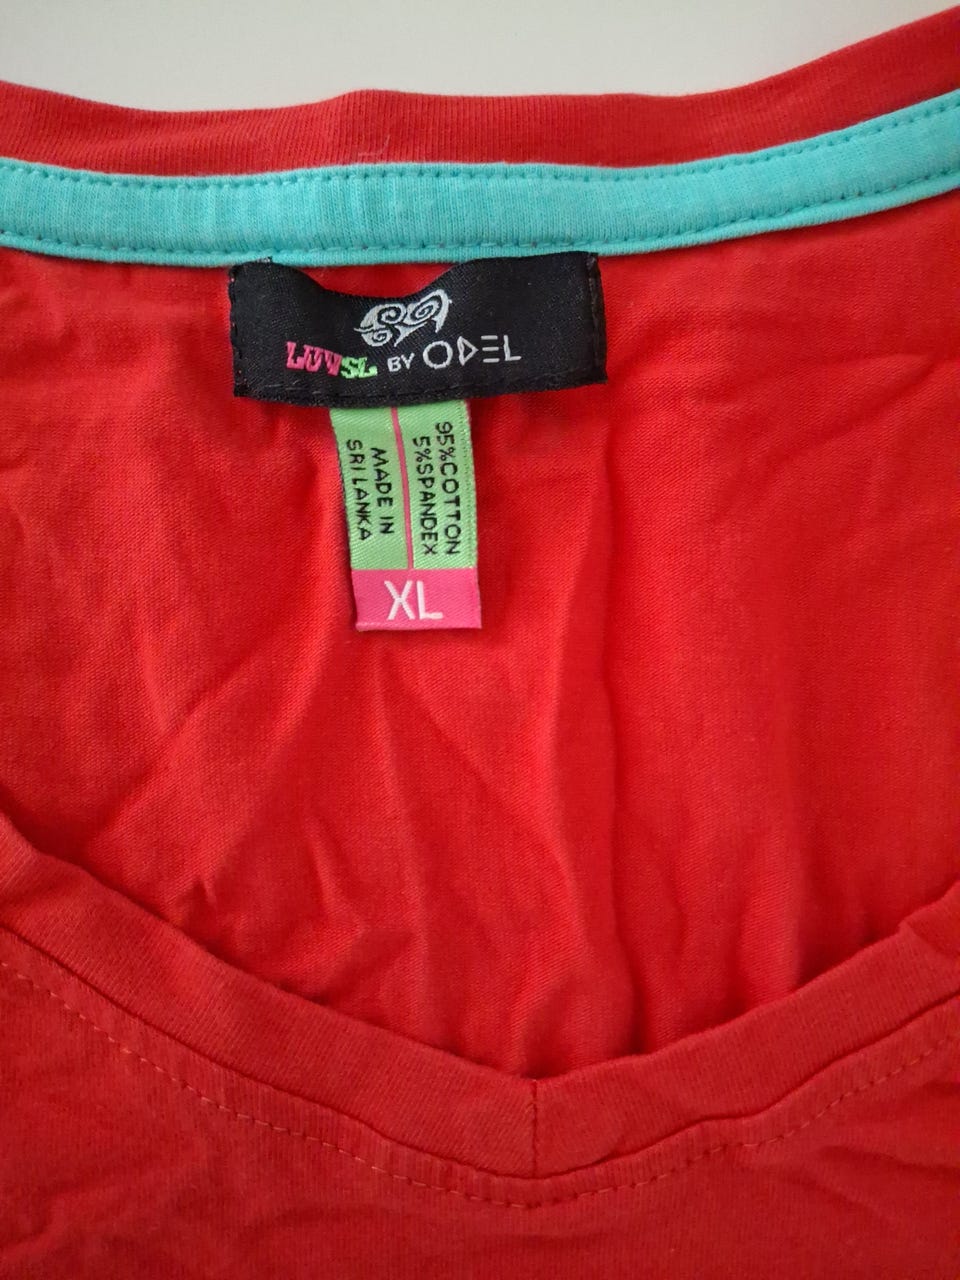 LUVSL BY ODEL
95%COTTON
5%SPANDEX
MADE IN
SRI LANKA
XL